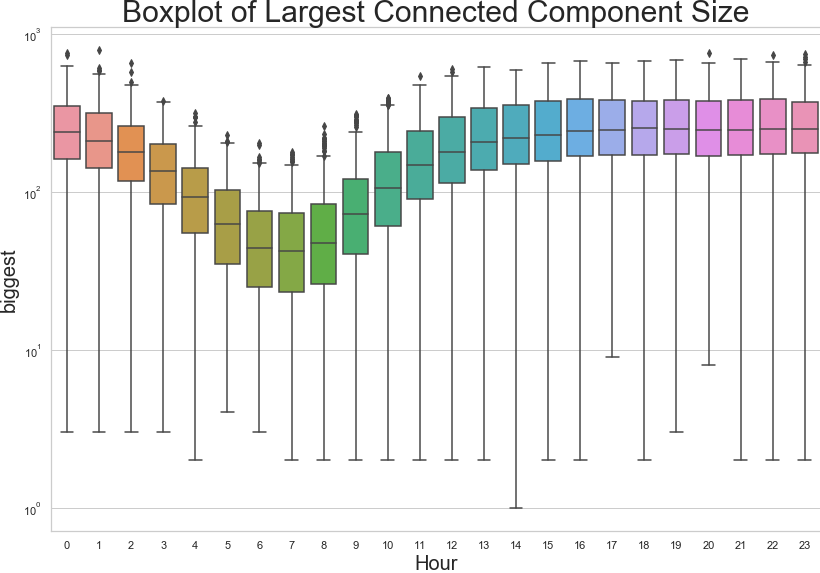 Boxplot of Largest Connected Component Size
biggest
10³
10²
10¹
10⁰
0 1 2 3 4 5 6 7 8 9 10 11 12 13 14 15 16 17 18 19 20 21 22 23
Hour